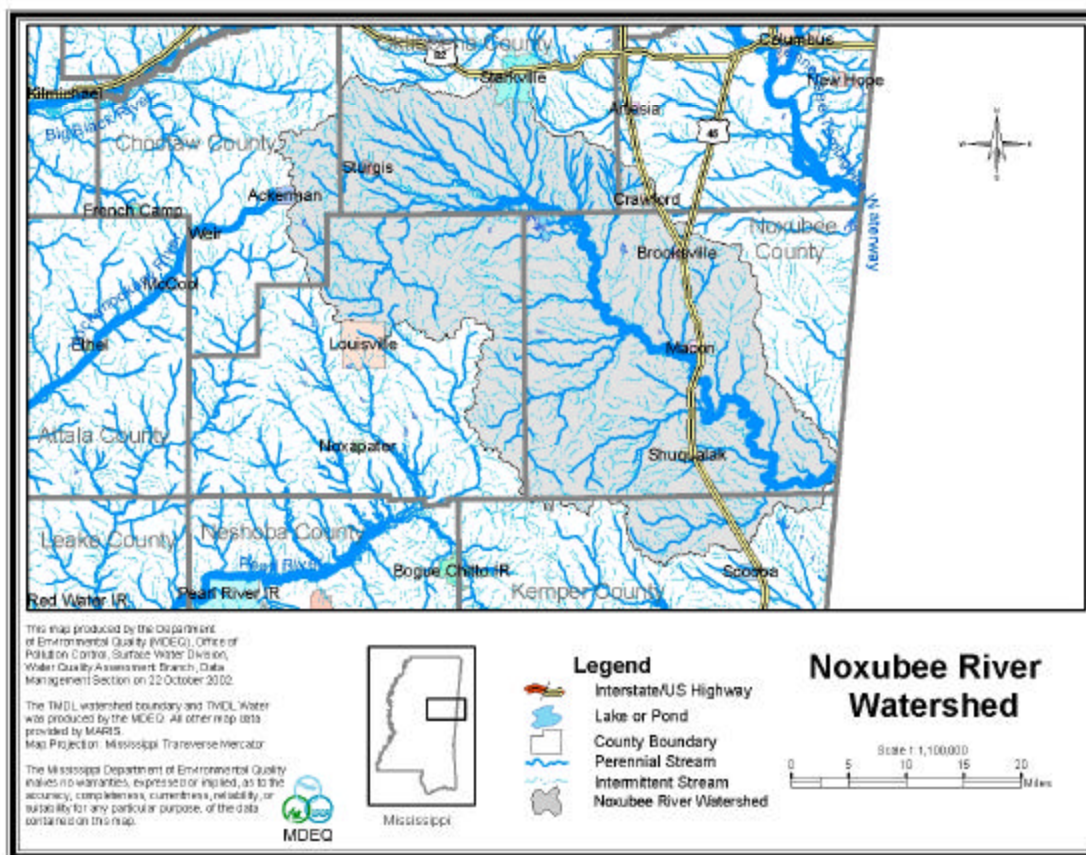 Oktibbeha County
Columbus
82
Starkville
New Hope
Kilmichael
Artesia
Big Black River
45
Choctaw County
Sturgis
Ackerman
Crawford
French Camp
Waterway
Noxubee
County
Weir
Brooksville
McCool
Ethel
Louisville
Macon
Attala County
Noxapater
Shuqualak
Leake County
Neshoba County
Pearl River
Bogue Chitto IR
Scooba
Red Water IR
Pearl River IR
Kemper County
This map produced by the Department
of Environmental Quality (MDEQ), Office of
Pollution Control, Surface Water Division,
Water Quality Assessment Branch, Data
Management Section on 22 October 2002.
The TMDL watershed boundary and TMDL Water
was produced by the MDEQ. All other map data
provided by MARIS.
Map Projection: Mississippi Transverse Mercator
The Mississippi Department of Environmental Quality
makes no warranties, expressed or implied, as to the
accuracy, completeness, currentness, reliability, or
suitability for any particular purpose, of the data
contained on this map.
MDEQ
Mississippi
Legend
Interstate/US Highway
Lake or Pond
County Boundary
Perennial Stream
Intermittent Stream
Noxubee River Watershed
Noxubee River
Watershed
Scale 1: 1,100,000
0 5 10 15 20
Miles